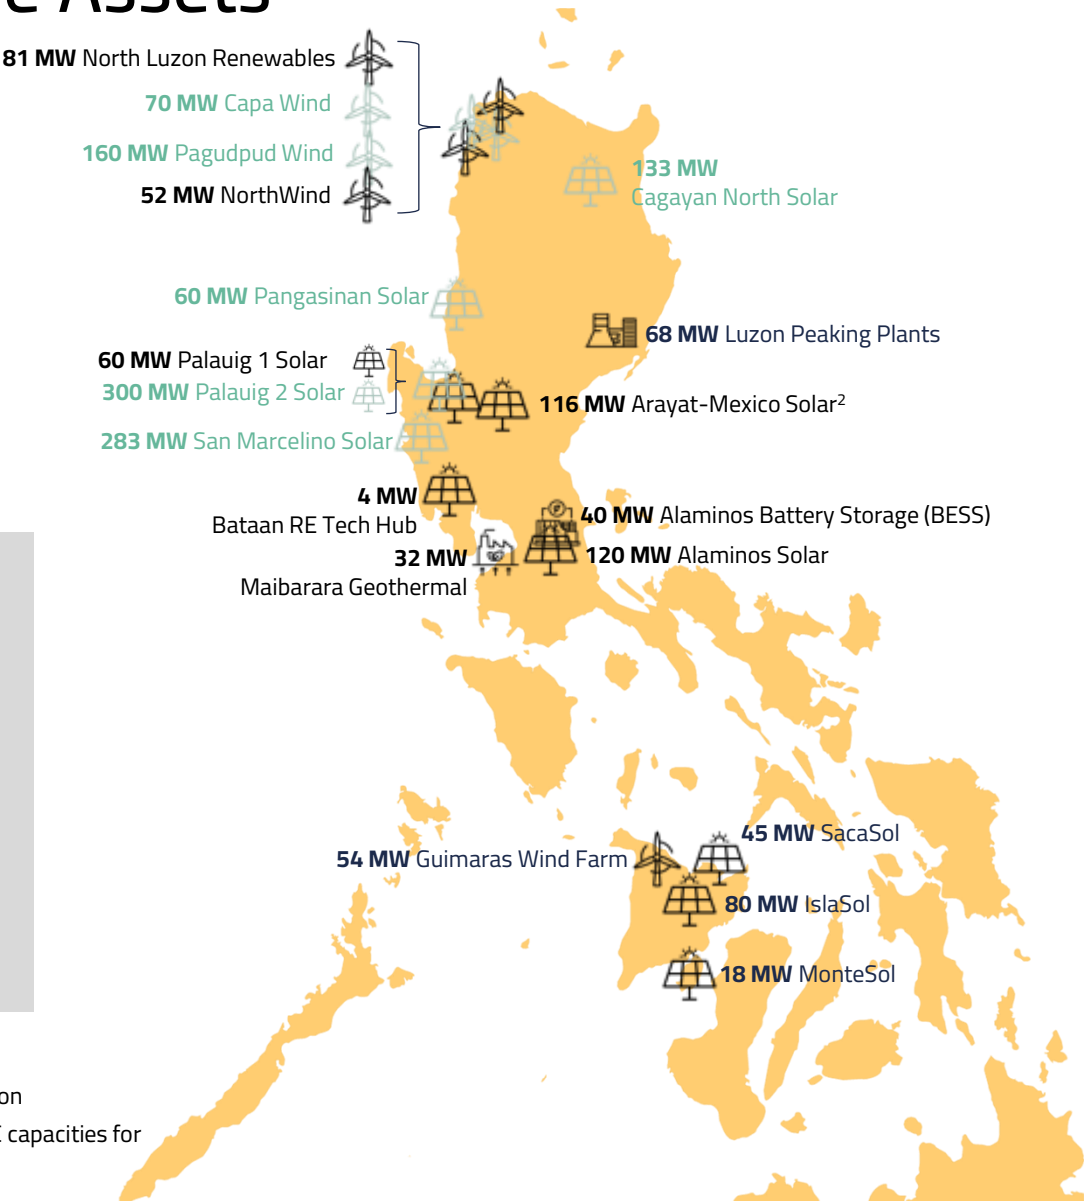 e Assets
81 MW North Luzon Renewables
70 MW Capa Wind
160 MW Pagudpud Wind
52 MW NorthWind
133 MW
Cagayan North Solar
60 MW Pangasinan Solar
68 MW Luzon Peaking Plants
60 MW Palauig 1 Solar
300 MW Palauig 2 Solar
116 MW Arayat-Mexico Solar²
283 MW San Marcelino Solar
4 MW
Bataan RE Tech Hub
40 MW Alaminos Battery Storage (BESS)
32 MW
Maibarara Geothermal
120 MW Alaminos Solar
45 MW SacaSol
54 MW Guimaras Wind Farm
80 MW IslaSol
18 MW MonteSol
on
capacities for